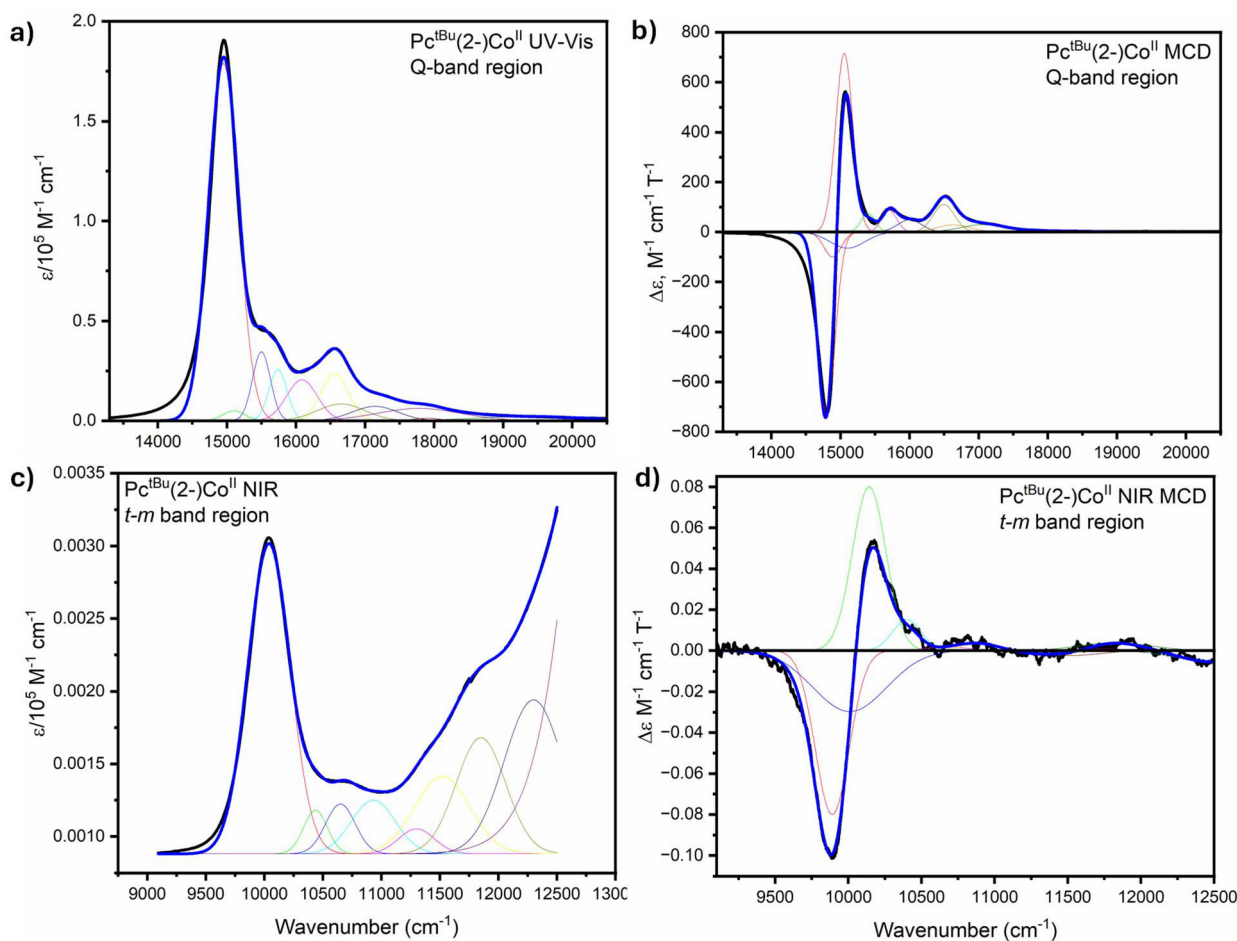 a)
Pc^tBu(2-)Co^II UV-Vis
Q-band region
ε/10⁵ M⁻¹ cm⁻¹
2.0
1.5
1.0
0.5
0.0
14000 15000 16000 17000 18000 19000 20000
b)
Pc^tBu(2-)Co^II MCD
Q-band region
Δε, M⁻¹ cm⁻¹ T⁻¹
800
600
400
200
0
−200
−400
−600
−800
14000 15000 16000 17000 18000 19000 20000
c)
Pc^tBu(2-)Co^II NIR
t-m band region
ε/10⁵ M⁻¹ cm⁻¹
0.0035
0.0030
0.0025
0.0020
0.0015
0.0010
9000 9500 10000 10500 11000 11500 12000 12500 1300
Wavenumber (cm⁻¹)
d)
Pc^tBu(2-)Co^II NIR MCD
t-m band region
Δε M⁻¹ cm⁻¹ T⁻¹
0.08
0.06
0.04
0.02
0.00
−0.02
−0.04
−0.06
−0.08
−0.10
9500 10000 10500 11000 11500 12000 12500
Wavenumber (cm⁻¹)